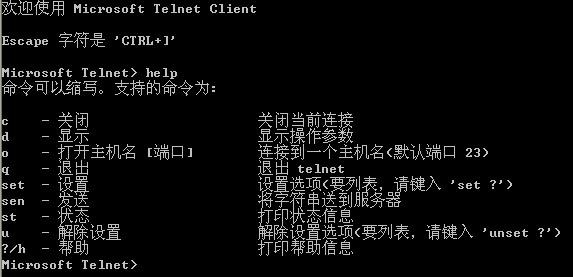 欢迎使用 Microsoft Telnet Client
Escape 字符是 'CTRL+]'
Microsoft Telnet> help
命令可以缩写。支持的命令为:
c - 关闭 关闭当前连接
d - 显示 显示操作参数
o - 打开主机名 [端口] 连接到一个主机名(默认端口 23)
q - 退出 退出 telnet
set - 设置 设置选项(要列表，请键入 'set ?')
sen - 发送 将字符串送到服务器
st - 状态 打印状态信息
u - 解除设置 解除设置选项(要列表，请键入 'unset ?')
?/h - 帮助 打印帮助信息
Microsoft Telnet>